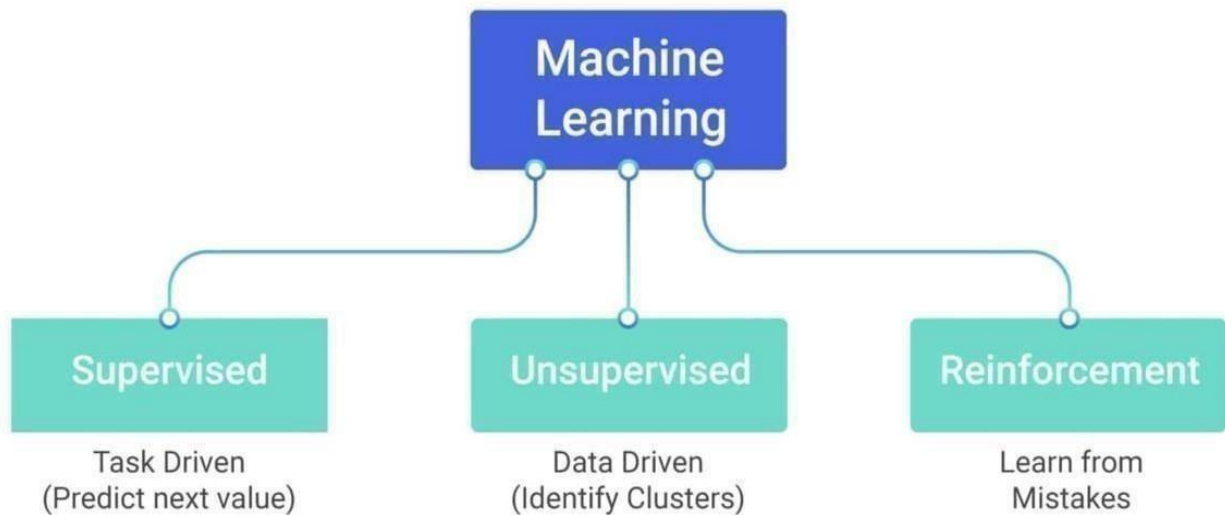 Machine
Learning
Supervised
Unsupervised
Reinforcement
Task Driven
(Predict next value)
Data Driven
(Identify Clusters)
Learn from
Mistakes